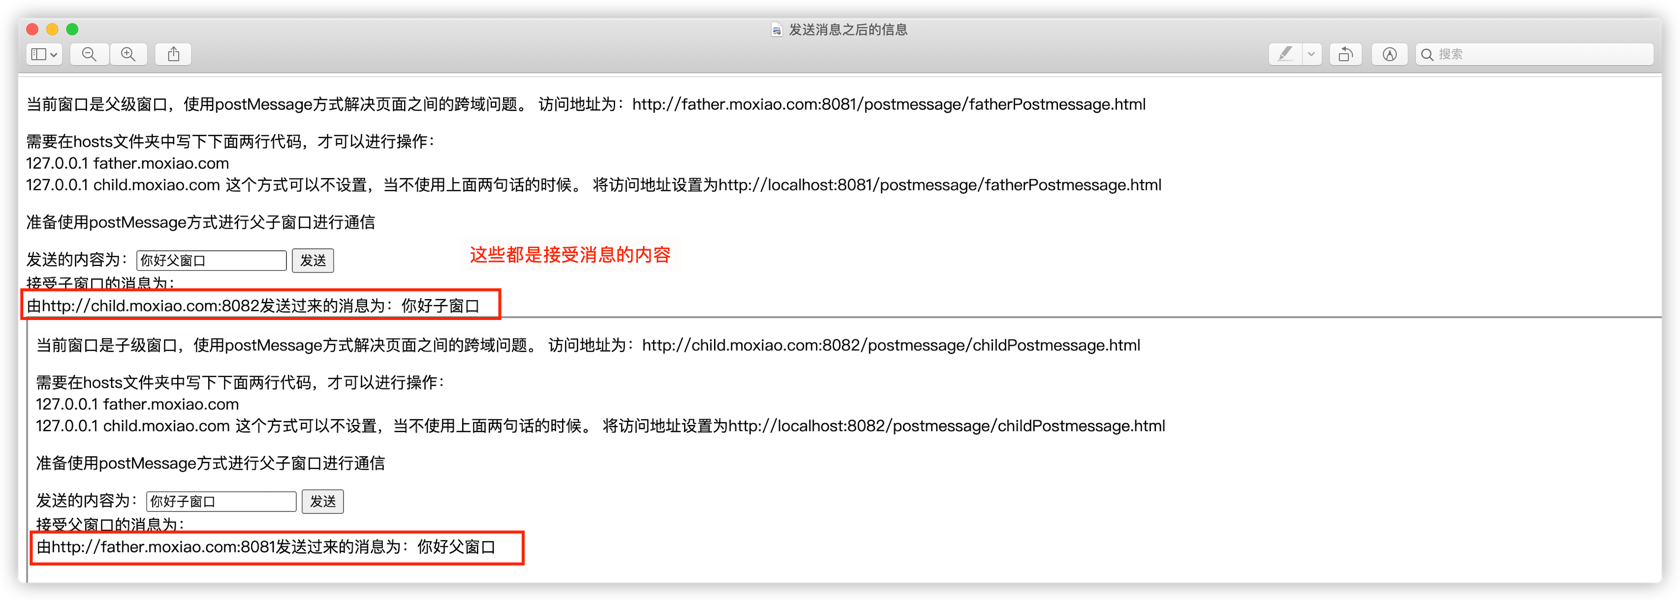 发送消息之后的信息
搜索
当前窗口是父级窗口，使用postMessage方式解决页面之间的跨域问题。 访问地址为：http://father.moxiao.com:8081/postmessage/fatherPostmessage.html
需要在hosts文件夹中写下下面两行代码，才可以进行操作：
127.0.0.1 father.moxiao.com
127.0.0.1 child.moxiao.com 这个方式可以不设置，当不使用上面两句话的时候。 将访问地址设置为http://localhost:8081/postmessage/fatherPostmessage.html
准备使用postMessage方式进行父子窗口进行通信
发送的内容为：你好父窗口 发送
这些都是接受消息的内容
接受子窗口的消息为：
由http://child.moxiao.com:8082发送过来的消息为：你好子窗口
当前窗口是子级窗口，使用postMessage方式解决页面之间的跨域问题。 访问地址为：http://child.moxiao.com:8082/postmessage/childPostmessage.html
需要在hosts文件夹中写下下面两行代码，才可以进行操作：
127.0.0.1 father.moxiao.com
127.0.0.1 child.moxiao.com 这个方式可以不设置，当不使用上面两句话的时候。 将访问地址设置为http://localhost:8082/postmessage/childPostmessage.html
准备使用postMessage方式进行父子窗口进行通信
发送的内容为：你好子窗口 发送
接受父窗口的消息为：
由http://father.moxiao.com:8081发送过来的消息为：你好父窗口